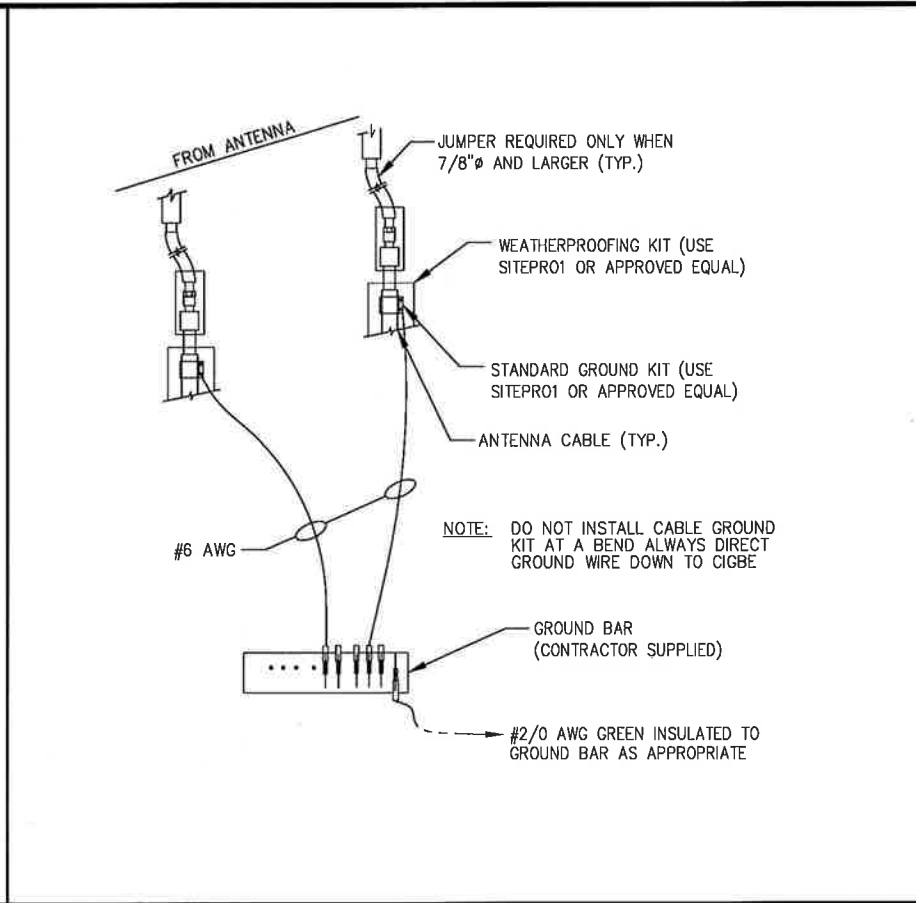 FROM ANTENNA
JUMPER REQUIRED ONLY WHEN
7/8"ø AND LARGER (TYP.)
WEATHERPROOFING KIT (USE
SITEPRO1 OR APPROVED EQUAL)
STANDARD GROUND KIT (USE
SITEPRO1 OR APPROVED EQUAL)
ANTENNA CABLE (TYP.)
#6 AWG
NOTE: DO NOT INSTALL CABLE GROUND
KIT AT A BEND ALWAYS DIRECT
GROUND WIRE DOWN TO CIGBE
GROUND BAR
(CONTRACTOR SUPPLIED)
#2/0 AWG GREEN INSULATED TO
GROUND BAR AS APPROPRIATE